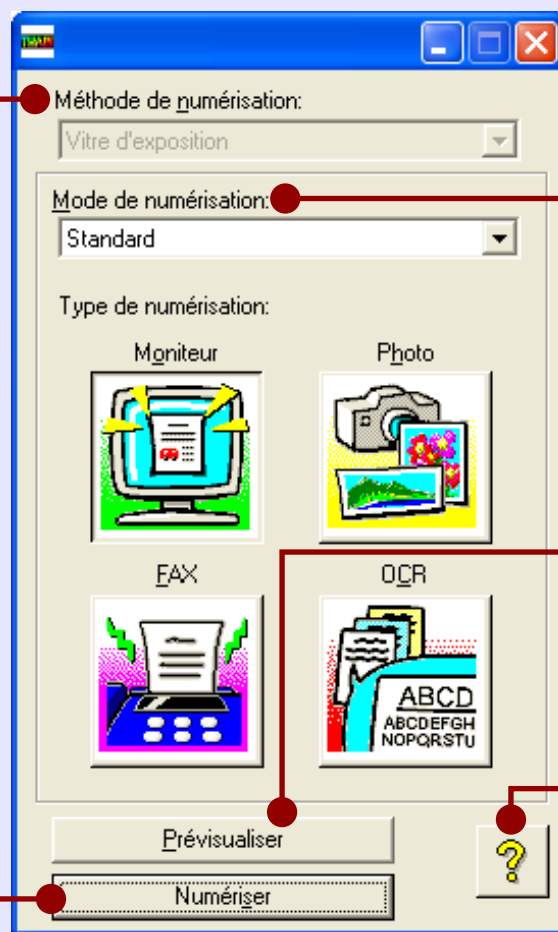 TWAIN
Méthode de numérisation:
Vitre d'exposition
Mode de numérisation:
Standard
Type de numérisation:
Moniteur Photo
FAX OCR
ABCD
ABCDEFGH
NOPQRSTU
Prévisualiser
?
Numériser